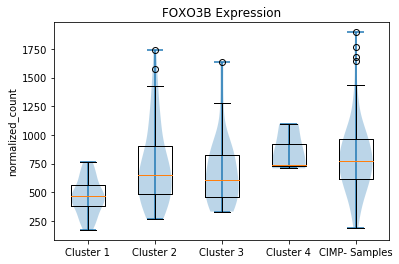 FOXO3B Expression
normalized_count
1750
1500
1250
1000
750
500
250
Cluster 1 Cluster 2 Cluster 3 Cluster 4 CIMP- Samples